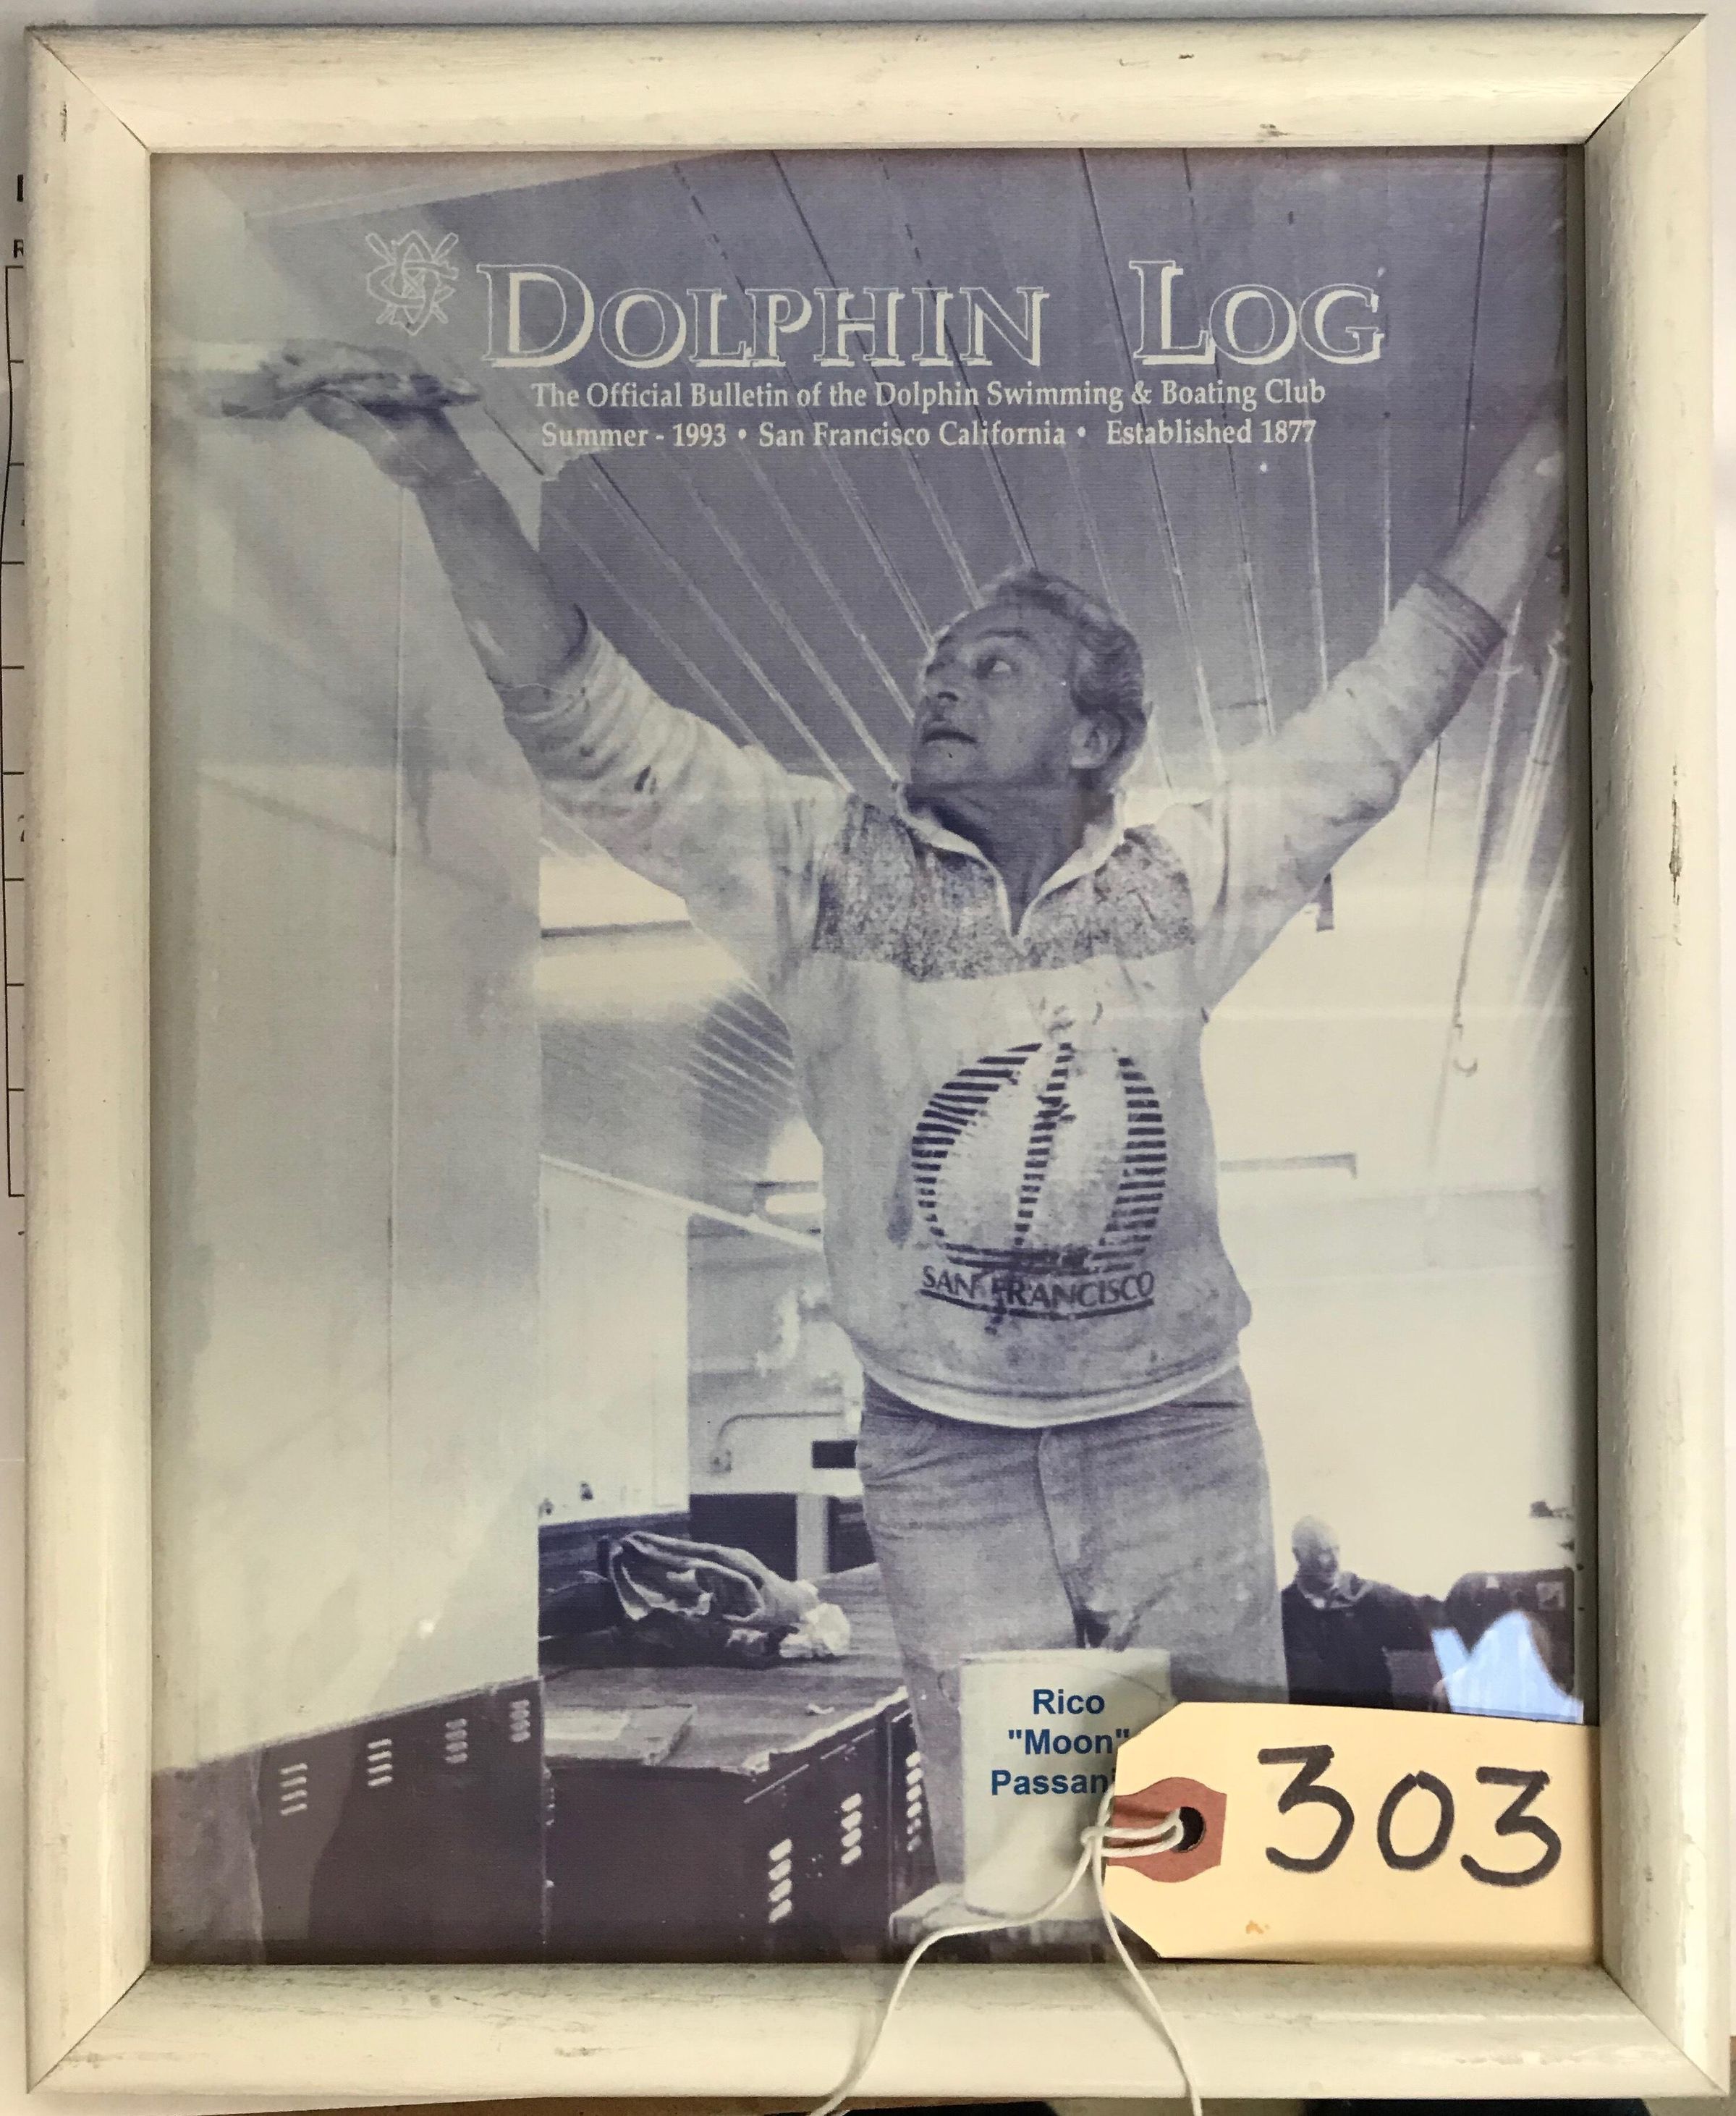 DOLPHIN LOG
The Official Bulletin of the Dolphin Swimming & Boating Club
Summer - 1993 • San Francisco California • Established 1877
SAN FRANCISCO
Rico
"Moon"
303